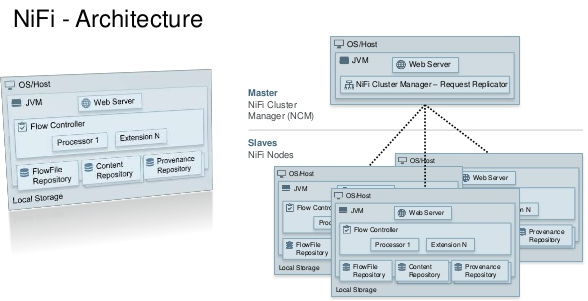 NiFi - Architecture
OS/Host
JVM
Web Server
Flow Controller
Processor 1
Extension N
FlowFile
Repository
Content
Repository
Provenance
Repository
Local Storage
OS/Host
JVM
Web Server
NiFi Cluster Manager – Request Replicator
Master
NiFi Cluster
Manager (NCM)
Slaves
NiFi Nodes
OS/Host
JVM
Flow Contr
Proc
FlowFile
Repository
Local Storage
OS/Host
Web Server
n N
Provenance
Repository
OS/Host
JVM
Web Server
Flow Controller
Processor 1
Extension N
FlowFile
Repository
Content
Repository
Provenance
Repository
Local Storage